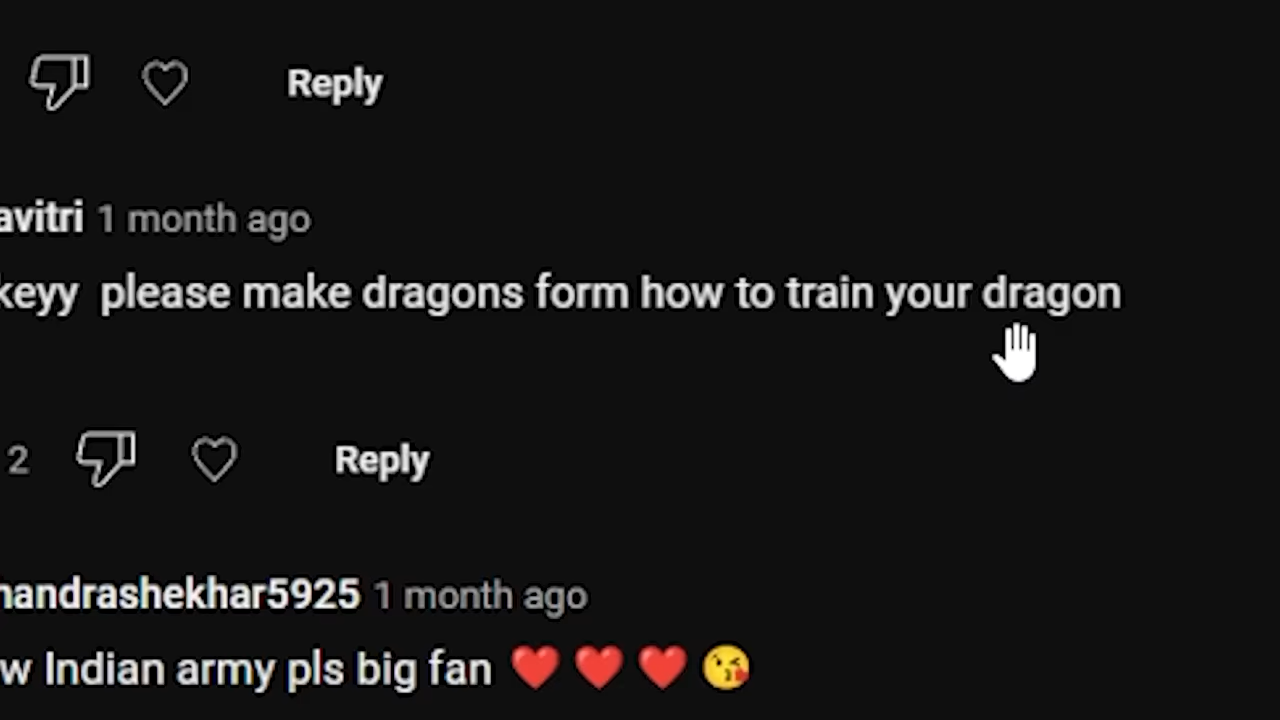 Reply
avitri 1 month ago
keyy please make dragons form how to train your dragon
2 Reply
handrashekhar5925 1 month ago
w Indian army pls big fan ❤️ ❤️ ❤️ 😘